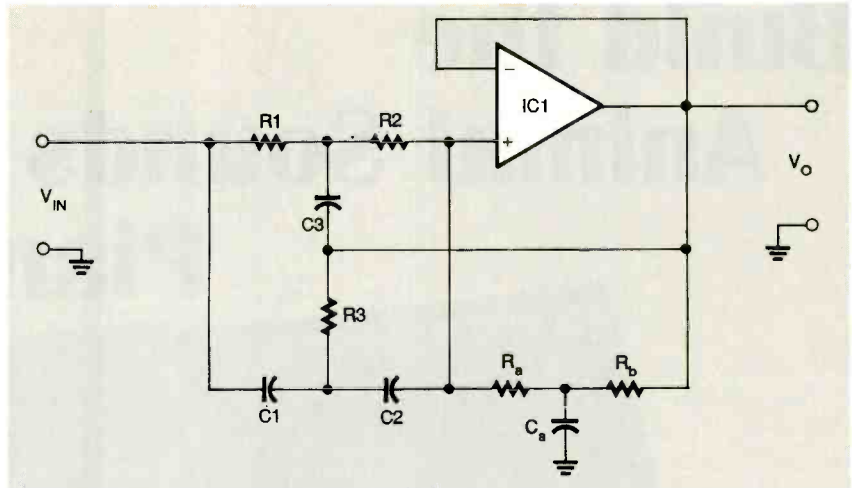 IC1
R1 R2
V_IN
C3
V_O
R3
R_a R_b
C1 C2
C_a